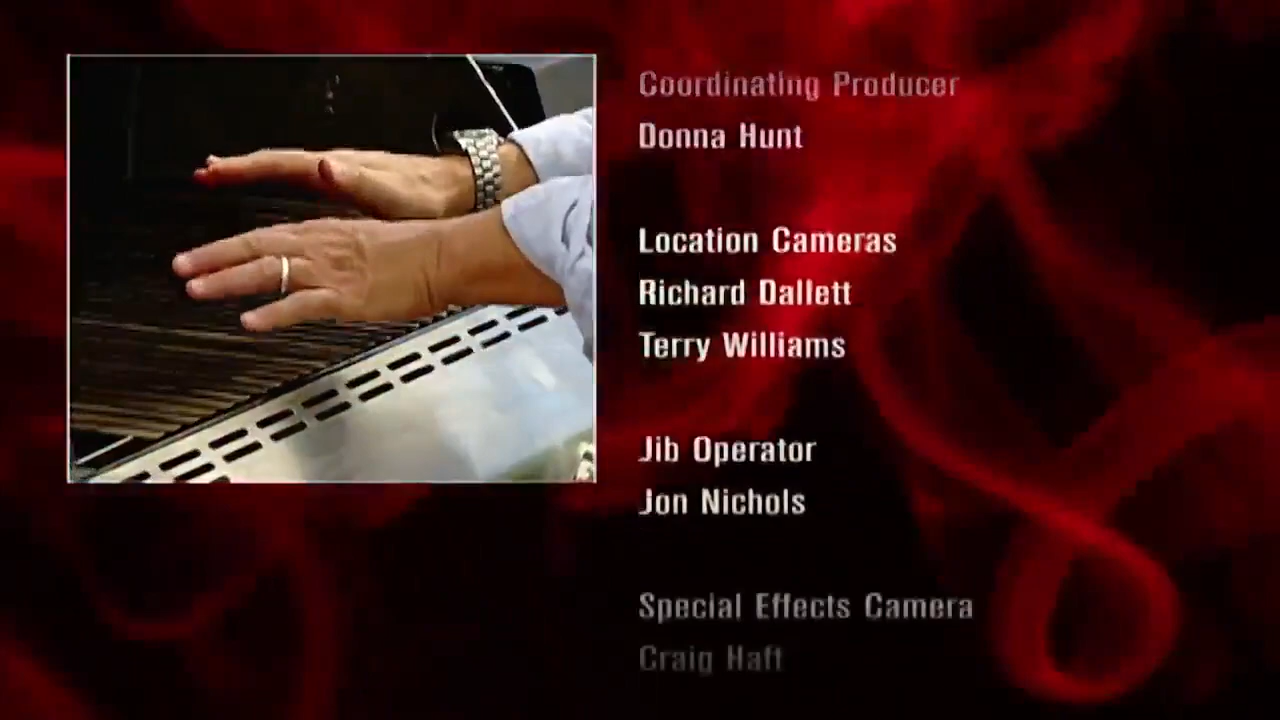 Coordinating Producer
Donna Hunt
Location Cameras
Richard Dallett
Terry Williams
Jib Operator
Jon Nichols
Special Effects Camera
Craig Haft